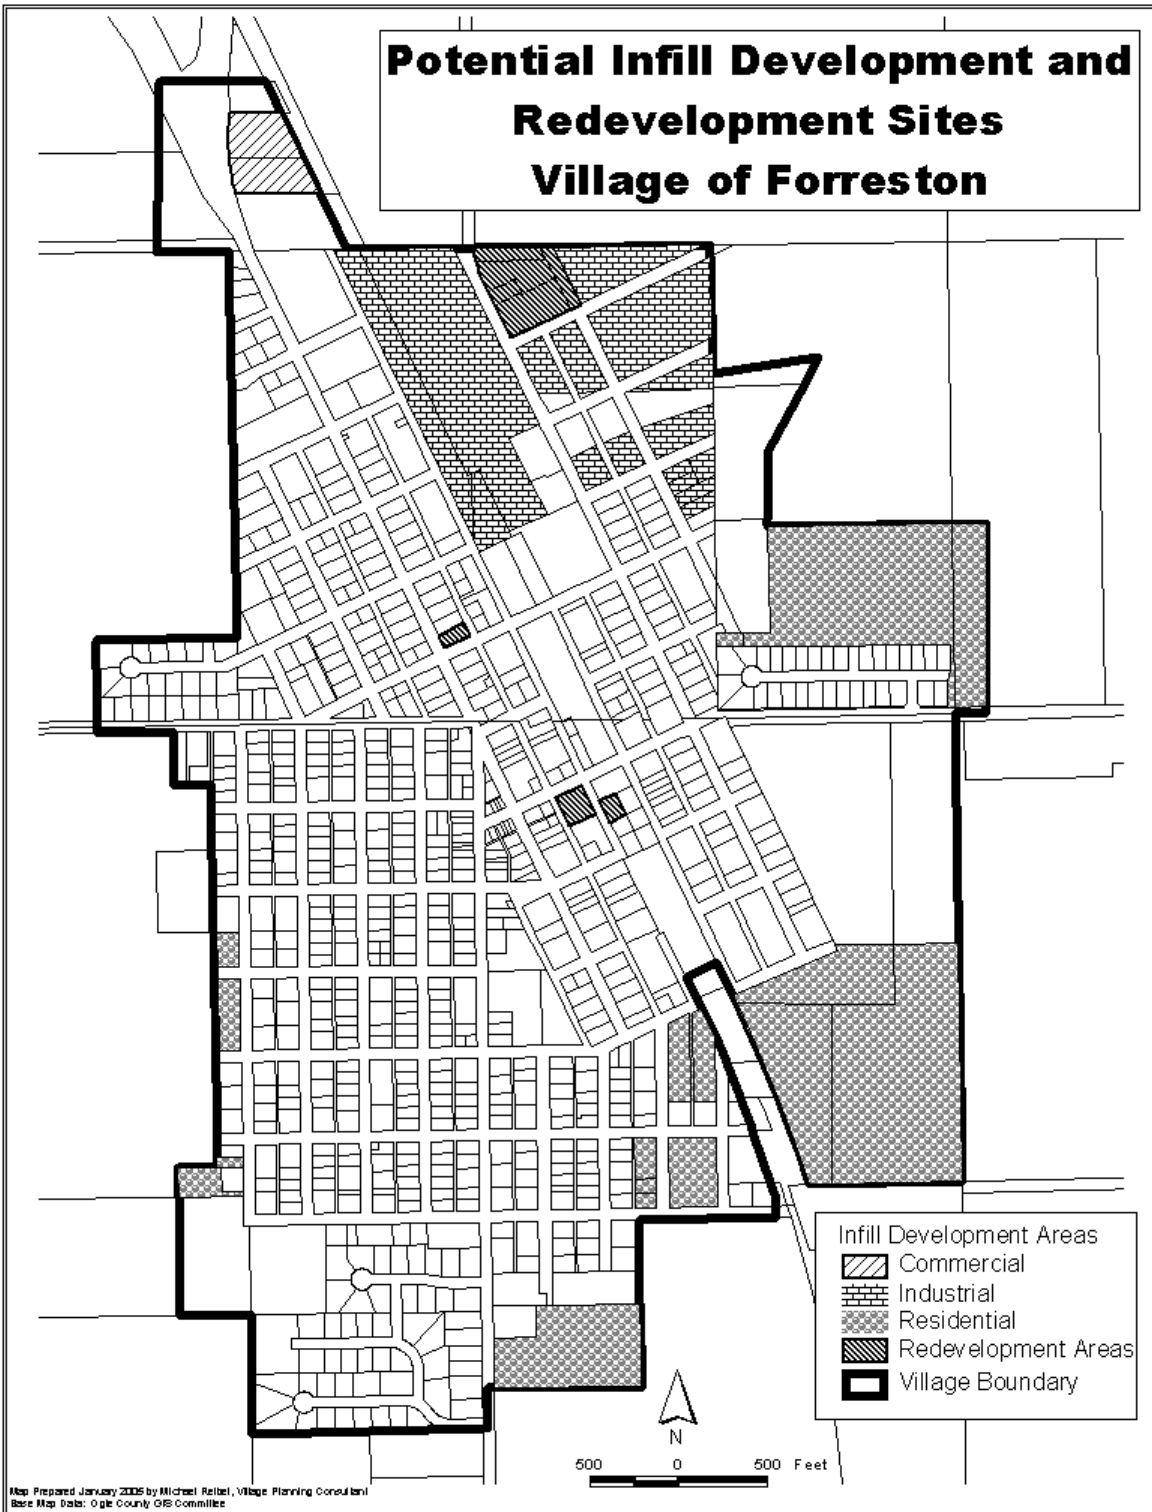 Potential Infill Development and
Redevelopment Sites
Village of Forreston
Infill Development Areas
Commercial
Industrial
Residential
Redevelopment Areas
Village Boundary
N
500 0 500 Feet
Map Prepared January 2005 by Michael Reibel, Village Planning Consultant
Base Map Data: Ogle County GIS Committee